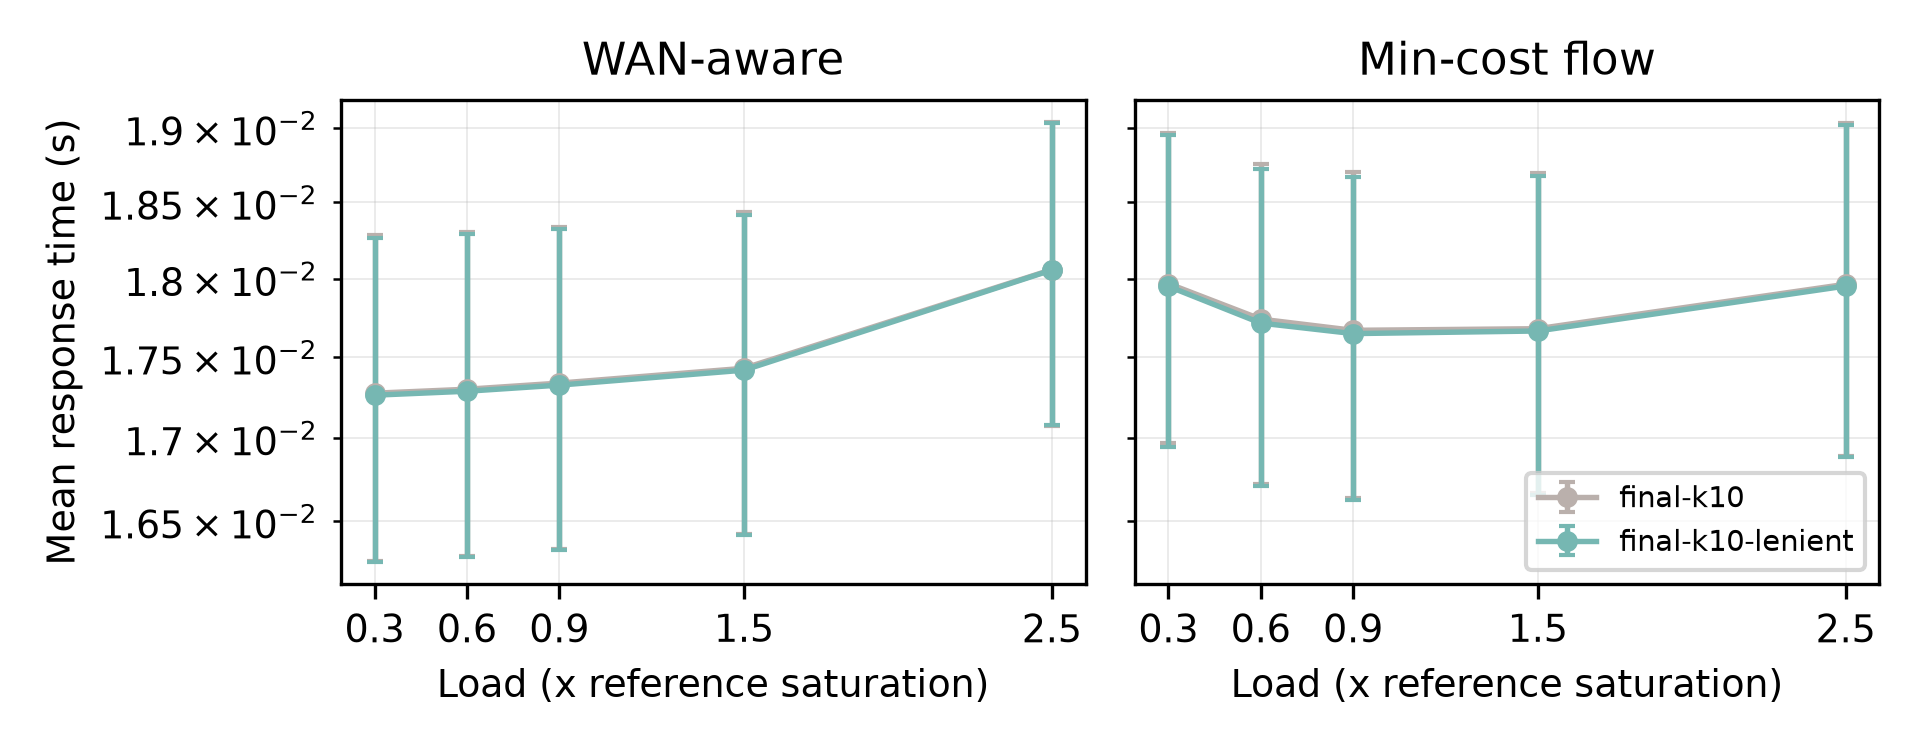 WAN-aware
Min-cost flow
Mean response time (s)
1.9 × 10⁻²
1.85 × 10⁻²
1.8 × 10⁻²
1.75 × 10⁻²
1.7 × 10⁻²
1.65 × 10⁻²
0.3 0.6 0.9 1.5 2.5
Load (x reference saturation)
0.3 0.6 0.9 1.5 2.5
Load (x reference saturation)
final-k10
final-k10-lenient